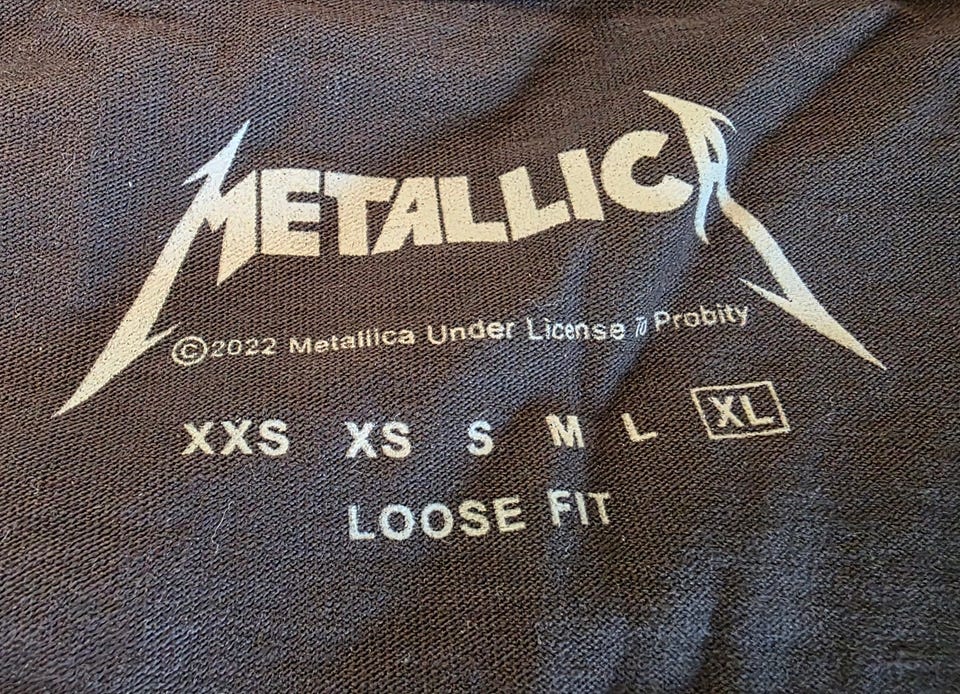 METALLICA
©2022 Metallica Under License To Probity
XXS XS S M L XL
LOOSE FIT